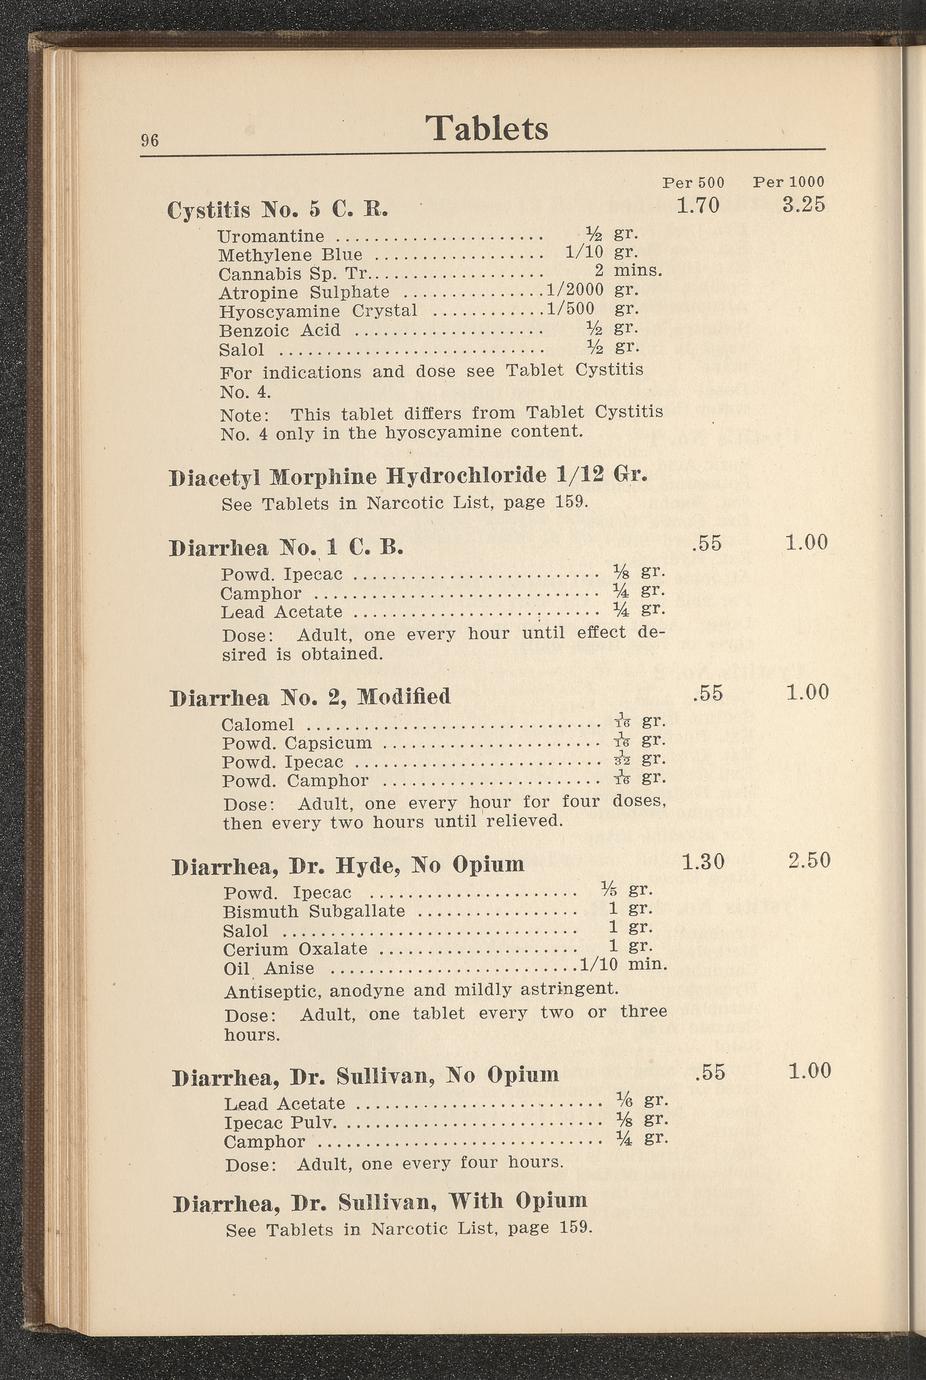 96
Tablets
Per 500 Per 1000
Cystitis No. 5 C. R. 1.70 3.25
Uromantine ...................... ½ gr.
Methylene Blue .................. 1/10 gr.
Cannabis Sp. Tr.................. 2 mins.
Atropine Sulphate ...............1/2000 gr.
Hyoscyamine Crystal ............1/500 gr.
Benzoic Acid .................... ½ gr.
Salol ............................ ½ gr.
For indications and dose see Tablet Cystitis
No. 4.
Note: This tablet differs from Tablet Cystitis
No. 4 only in the hyoscyamine content.
Diacetyl Morphine Hydrochloride 1/12 Gr.
See Tablets in Narcotic List, page 159.
Diarrhea No. 1 C. B. .55 1.00
Powd. Ipecac .......................... ⅛ gr.
Camphor .............................. ¼ gr.
Lead Acetate .......................... ¼ gr.
Dose: Adult, one every hour until effect de-
sired is obtained.
Diarrhea No. 2, Modified .55 1.00
Calomel ............................... 1/16 gr.
Powd. Capsicum ....................... 1/16 gr.
Powd. Ipecac .......................... 1/32 gr.
Powd. Camphor ....................... 1/16 gr.
Dose: Adult, one every hour for four doses,
then every two hours until relieved.
Diarrhea, Dr. Hyde, No Opium 1.30 2.50
Powd. Ipecac ...................... ⅕ gr.
Bismuth Subgallate ................. 1 gr.
Salol ............................... 1 gr.
Cerium Oxalate ..................... 1 gr.
Oil Anise ..........................1/10 min.
Antiseptic, anodyne and mildly astringent.
Dose: Adult, one tablet every two or three
hours.
Diarrhea, Dr. Sullivan, No Opium .55 1.00
Lead Acetate .......................... ⅙ gr.
Ipecac Pulv. ........................... ⅛ gr.
Camphor .............................. ¼ gr.
Dose: Adult, one every four hours.
Diarrhea, Dr. Sullivan, With Opium
See Tablets in Narcotic List, page 159.